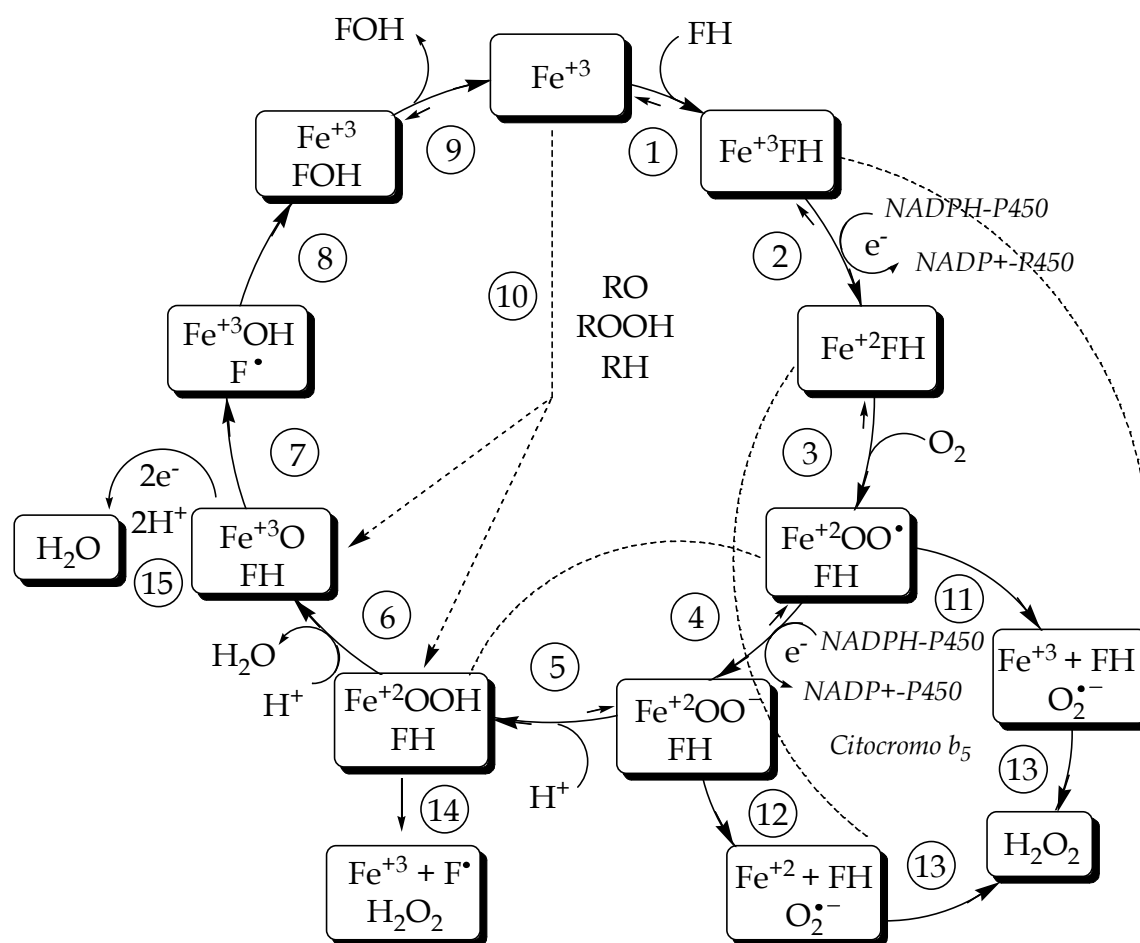 FOH
Fe⁺³
FH
Fe⁺³
FOH
9
1
Fe⁺³FH
8
10
2
NADPH-P450
e⁻
NADP+-P450
RO
ROOH
RH
Fe⁺³OH
F•
Fe⁺²FH
7
3
O₂
2e⁻
2H⁺
H₂O
15
Fe⁺³O
FH
Fe⁺²OO•
FH
6
4
11
H₂O
H⁺
5
e⁻
NADPH-P450
NADP+-P450
Fe⁺³ + FH
O₂•⁻
Fe⁺²OOH
FH
Fe⁺²OO⁻
FH
Citocromo b₅
13
H⁺
14
12
H₂O₂
Fe⁺³ + F•
H₂O₂
Fe⁺² + FH
O₂•⁻
13